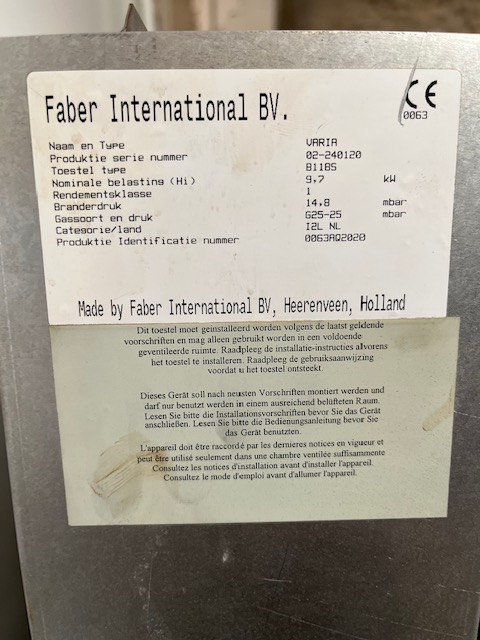 Faber International BV.
CE
0063
Naam en Type VARIA
Produktie serie nummer 02-240120
Toestel type B11BS
Nominale belasting (Hi) 9,7 kW
Rendementsklasse 1
Branderdruk 14,8 mbar
Gassoort en druk G25-25 mbar
Categorie/land I2L NL
Produktie Identificatie nummer 0063AQ2020
Made by Faber International BV, Heerenveen, Holland
Dit toestel moet geinstalleerd worden volgens de laatst geldende
voorschriften en mag alleen gebruikt worden in een voldoende
geventileerde ruimte. Raadpleeg de installatie-instructies alvorens
het toestel te installeren. Raadpleeg de gebruiksaanwijzing
voordat u het toestel ontsteekt.
Dieses Gerät soll nach neusten Vorschriften montiert werden und
darf nur benutzt werden in einem ausreichend belüfteten Raum.
Lesen Sie bitte die Installationsvorschriften bevor Sie das Gerät
anschließen. Lesen Sie bitte die Bedienungsanleitung bevor Sie
das Gerät benutzten.
L'appareil doit être raccordé par les dernieres notices en vigueur et
peut être utilisé seulement dans une chambre ventilée suffisamment
Consultez les notices d'installation avant d'installer l'appareil.
Consultez le mode d'emploi avant d'allumer l'appareil.